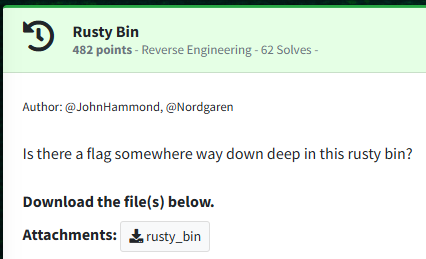 Rusty Bin
482 points - Reverse Engineering - 62 Solves -
Author: @JohnHammond, @Nordgaren
Is there a flag somewhere way down deep in this rusty bin?
Download the file(s) below.
Attachments: rusty_bin